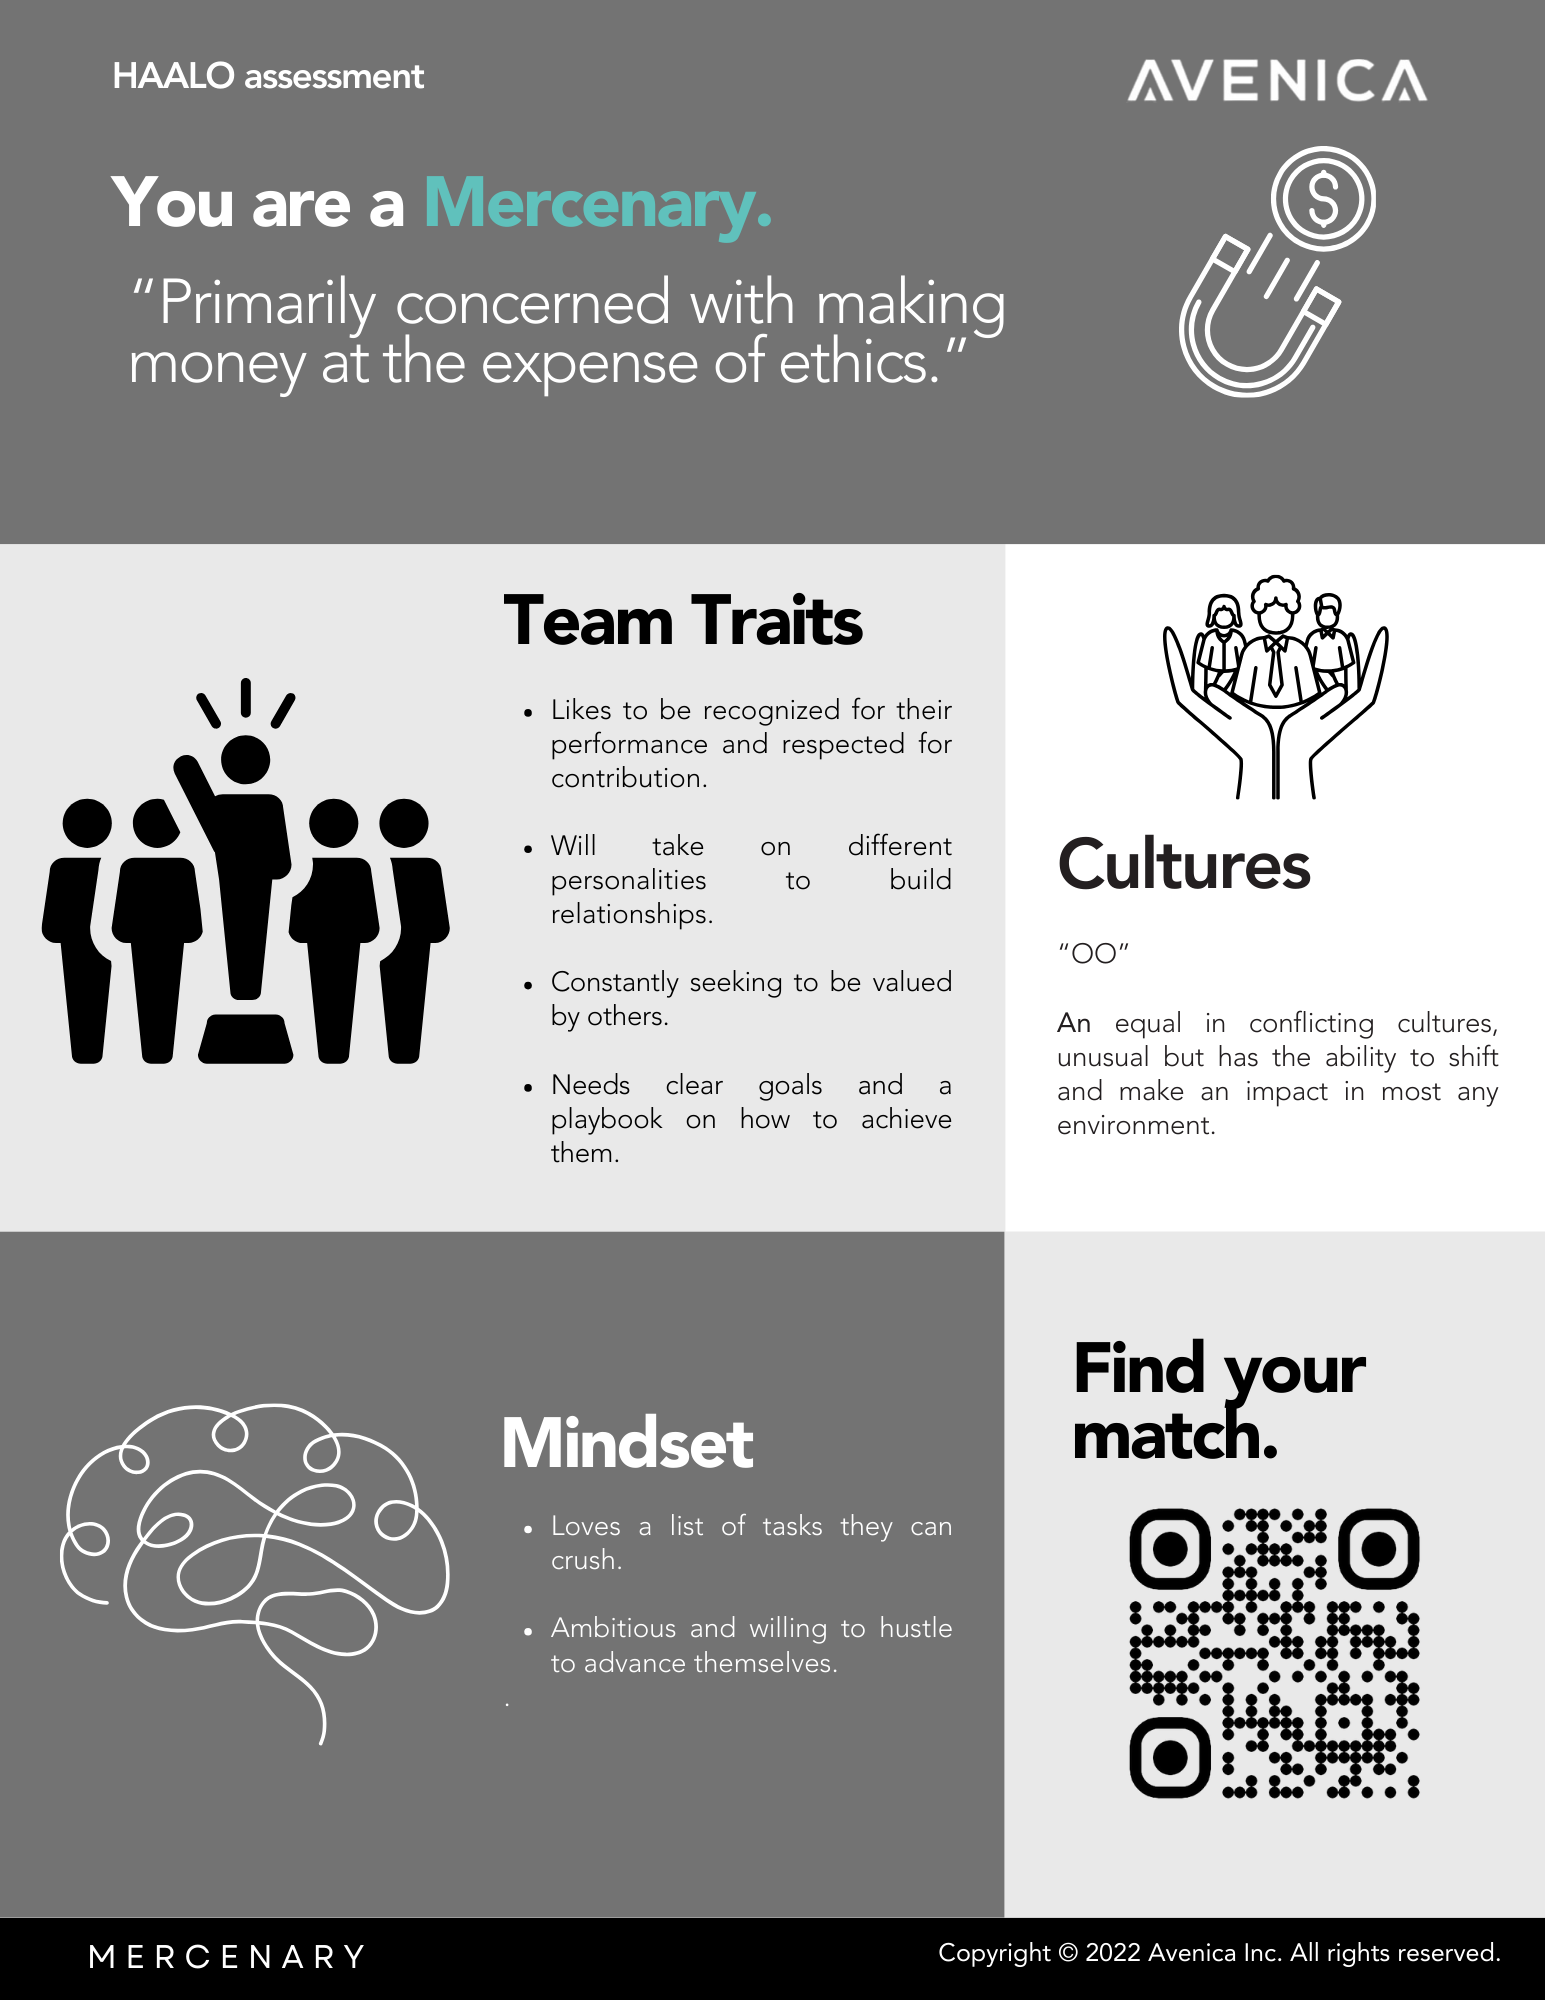 HAALO assessment
AVENICA
You are a Mercenary.
“Primarily concerned with making
money at the expense of ethics.”
$
Team Traits
• Likes to be recognized for their
performance and respected for
contribution.
• Will take on different
personalities to build
relationships.
• Constantly seeking to be valued
by others.
• Needs clear goals and a
playbook on how to achieve
them.
Cultures
“OO”
An equal in conflicting cultures,
unusual but has the ability to shift
and make an impact in most any
environment.
Mindset
• Loves a list of tasks they can
crush.
• Ambitious and willing to hustle
to advance themselves.
.
Find your
match.
MERCENARY
Copyright © 2022 Avenica Inc. All rights reserved.